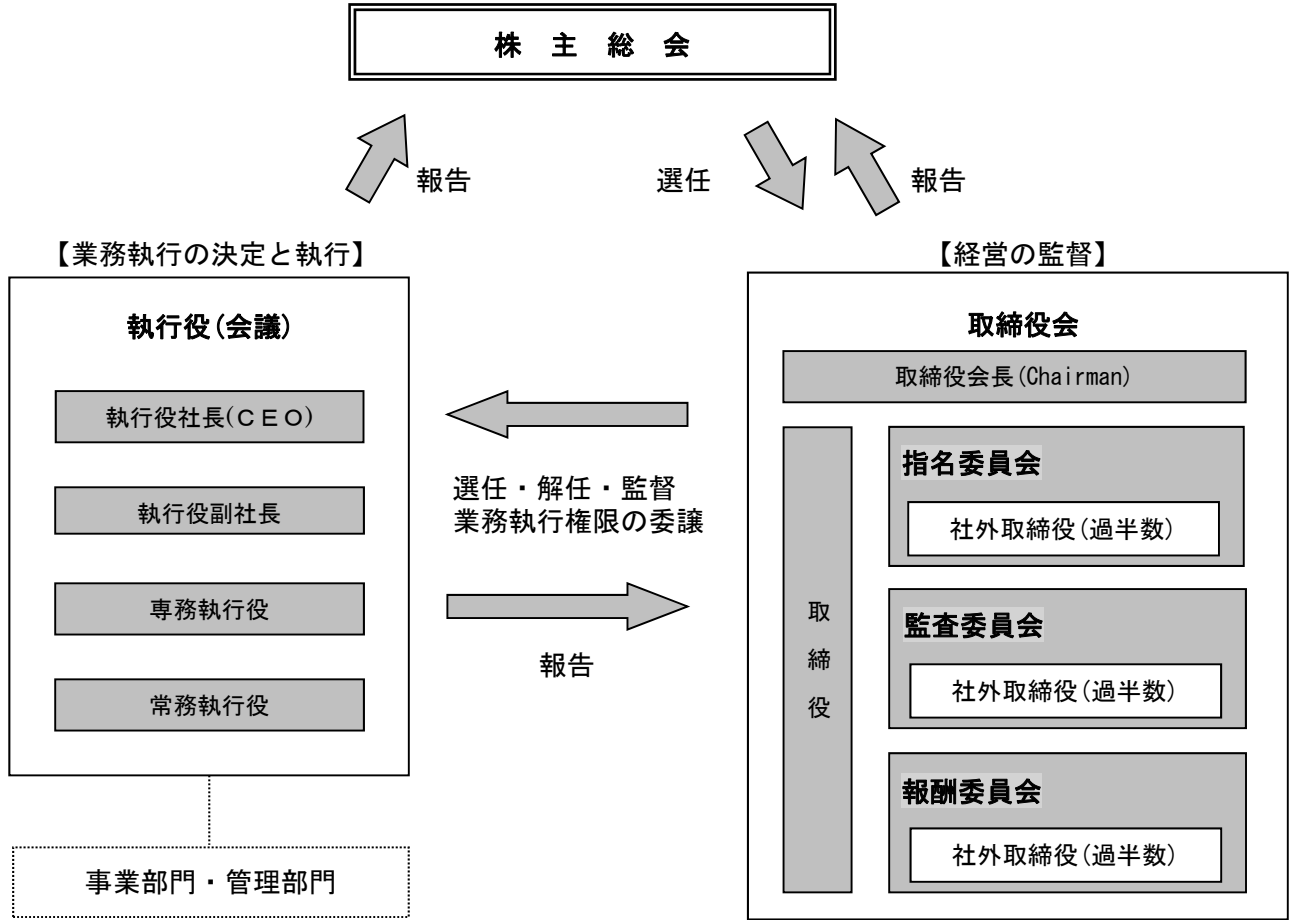 株主総会
報告
選任
報告
【業務執行の決定と執行】
執行役(会議)
執行役社長(ＣＥＯ)
執行役副社長
専務執行役
常務執行役
事業部門・管理部門
選任・解任・監督
業務執行権限の委譲
報告
【経営の監督】
取締役会
取締役会長(Chairman)
取締役
指名委員会
社外取締役(過半数)
監査委員会
社外取締役(過半数)
報酬委員会
社外取締役(過半数)